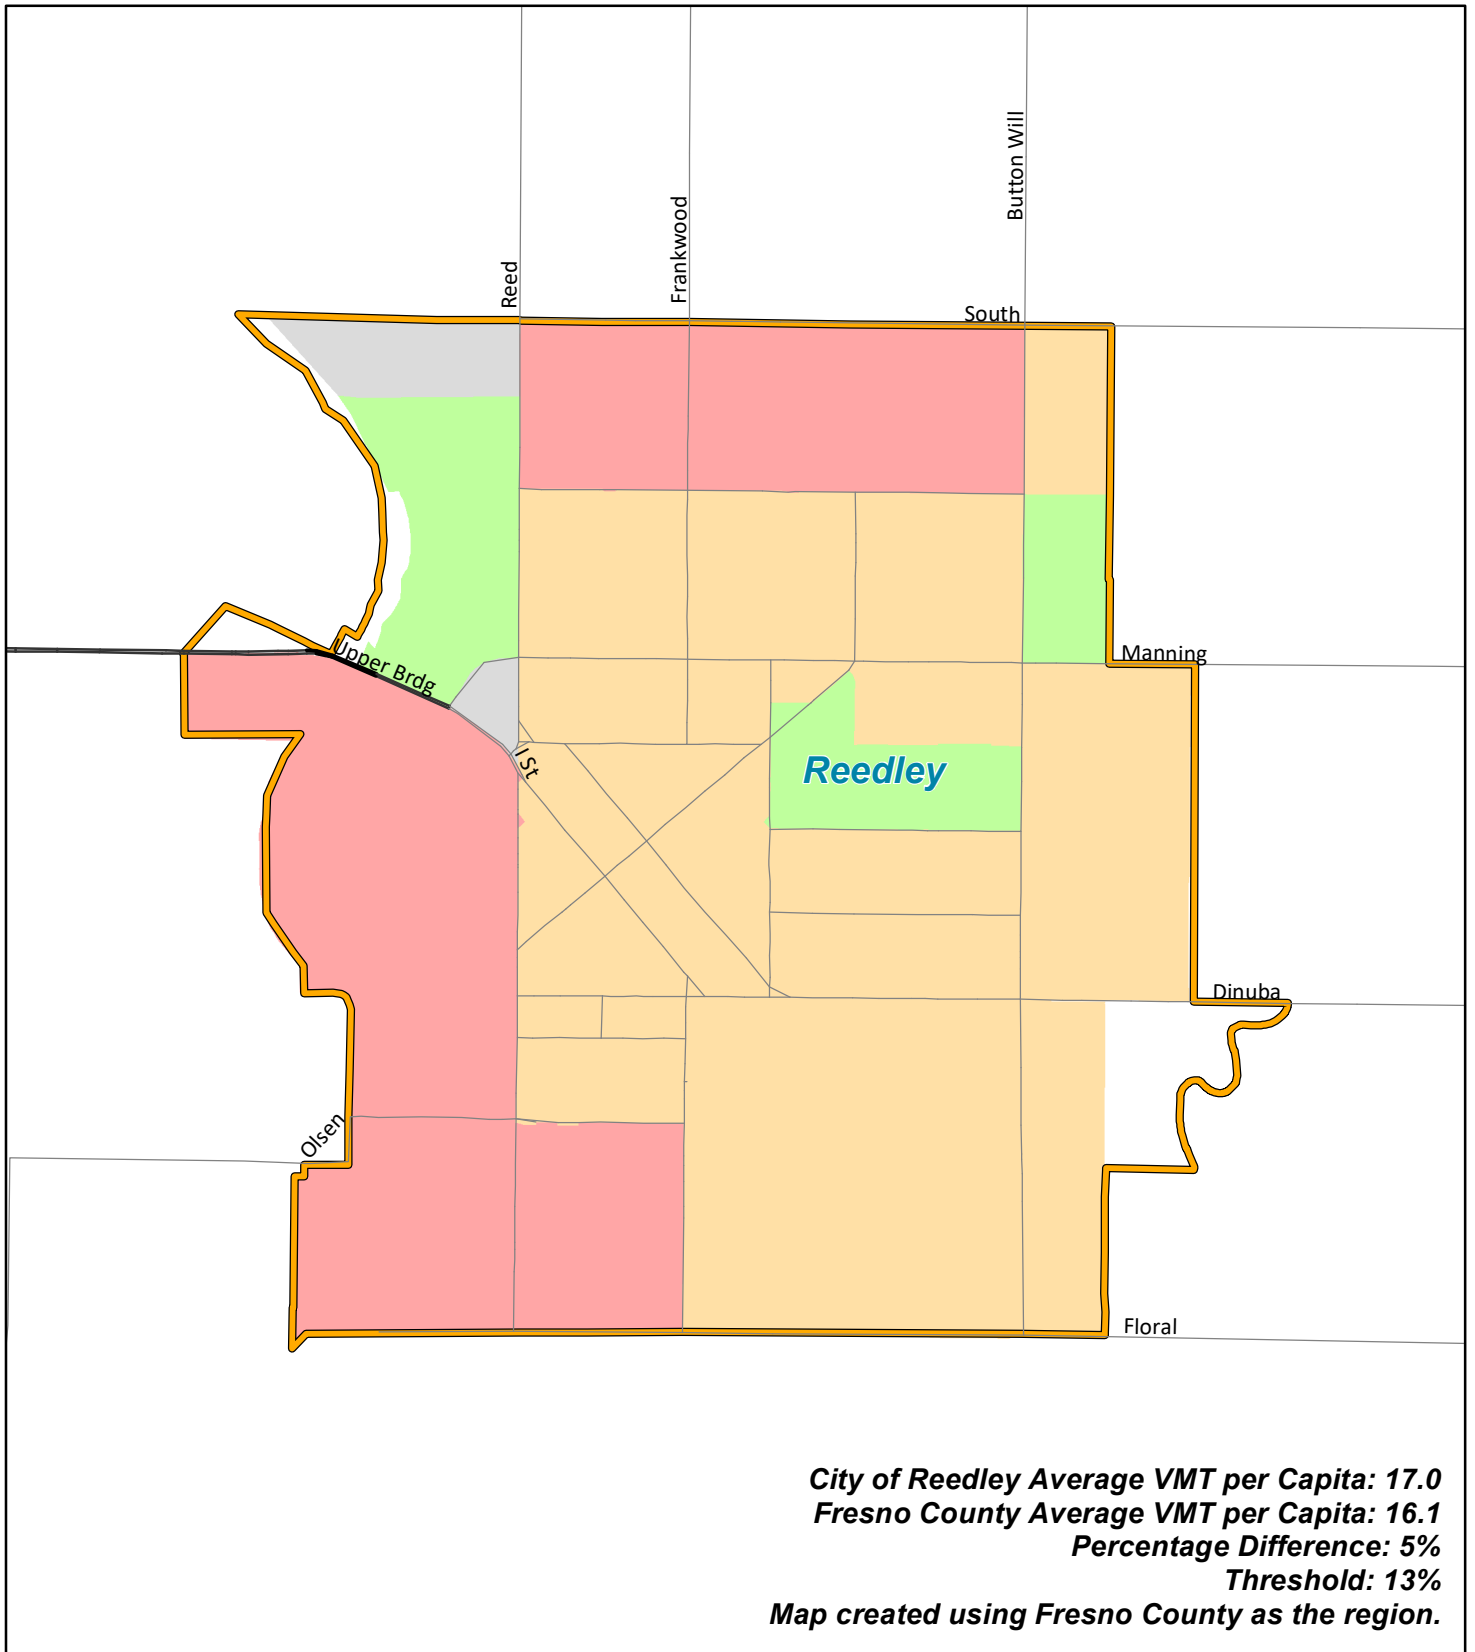 Button Will
Frankwood
Reed
South
Upper Brdg
Manning
I St
Reedley
Dinuba
Olsen
Floral
City of Reedley Average VMT per Capita: 17.0
Fresno County Average VMT per Capita: 16.1
Percentage Difference: 5%
Threshold: 13%
Map created using Fresno County as the region.